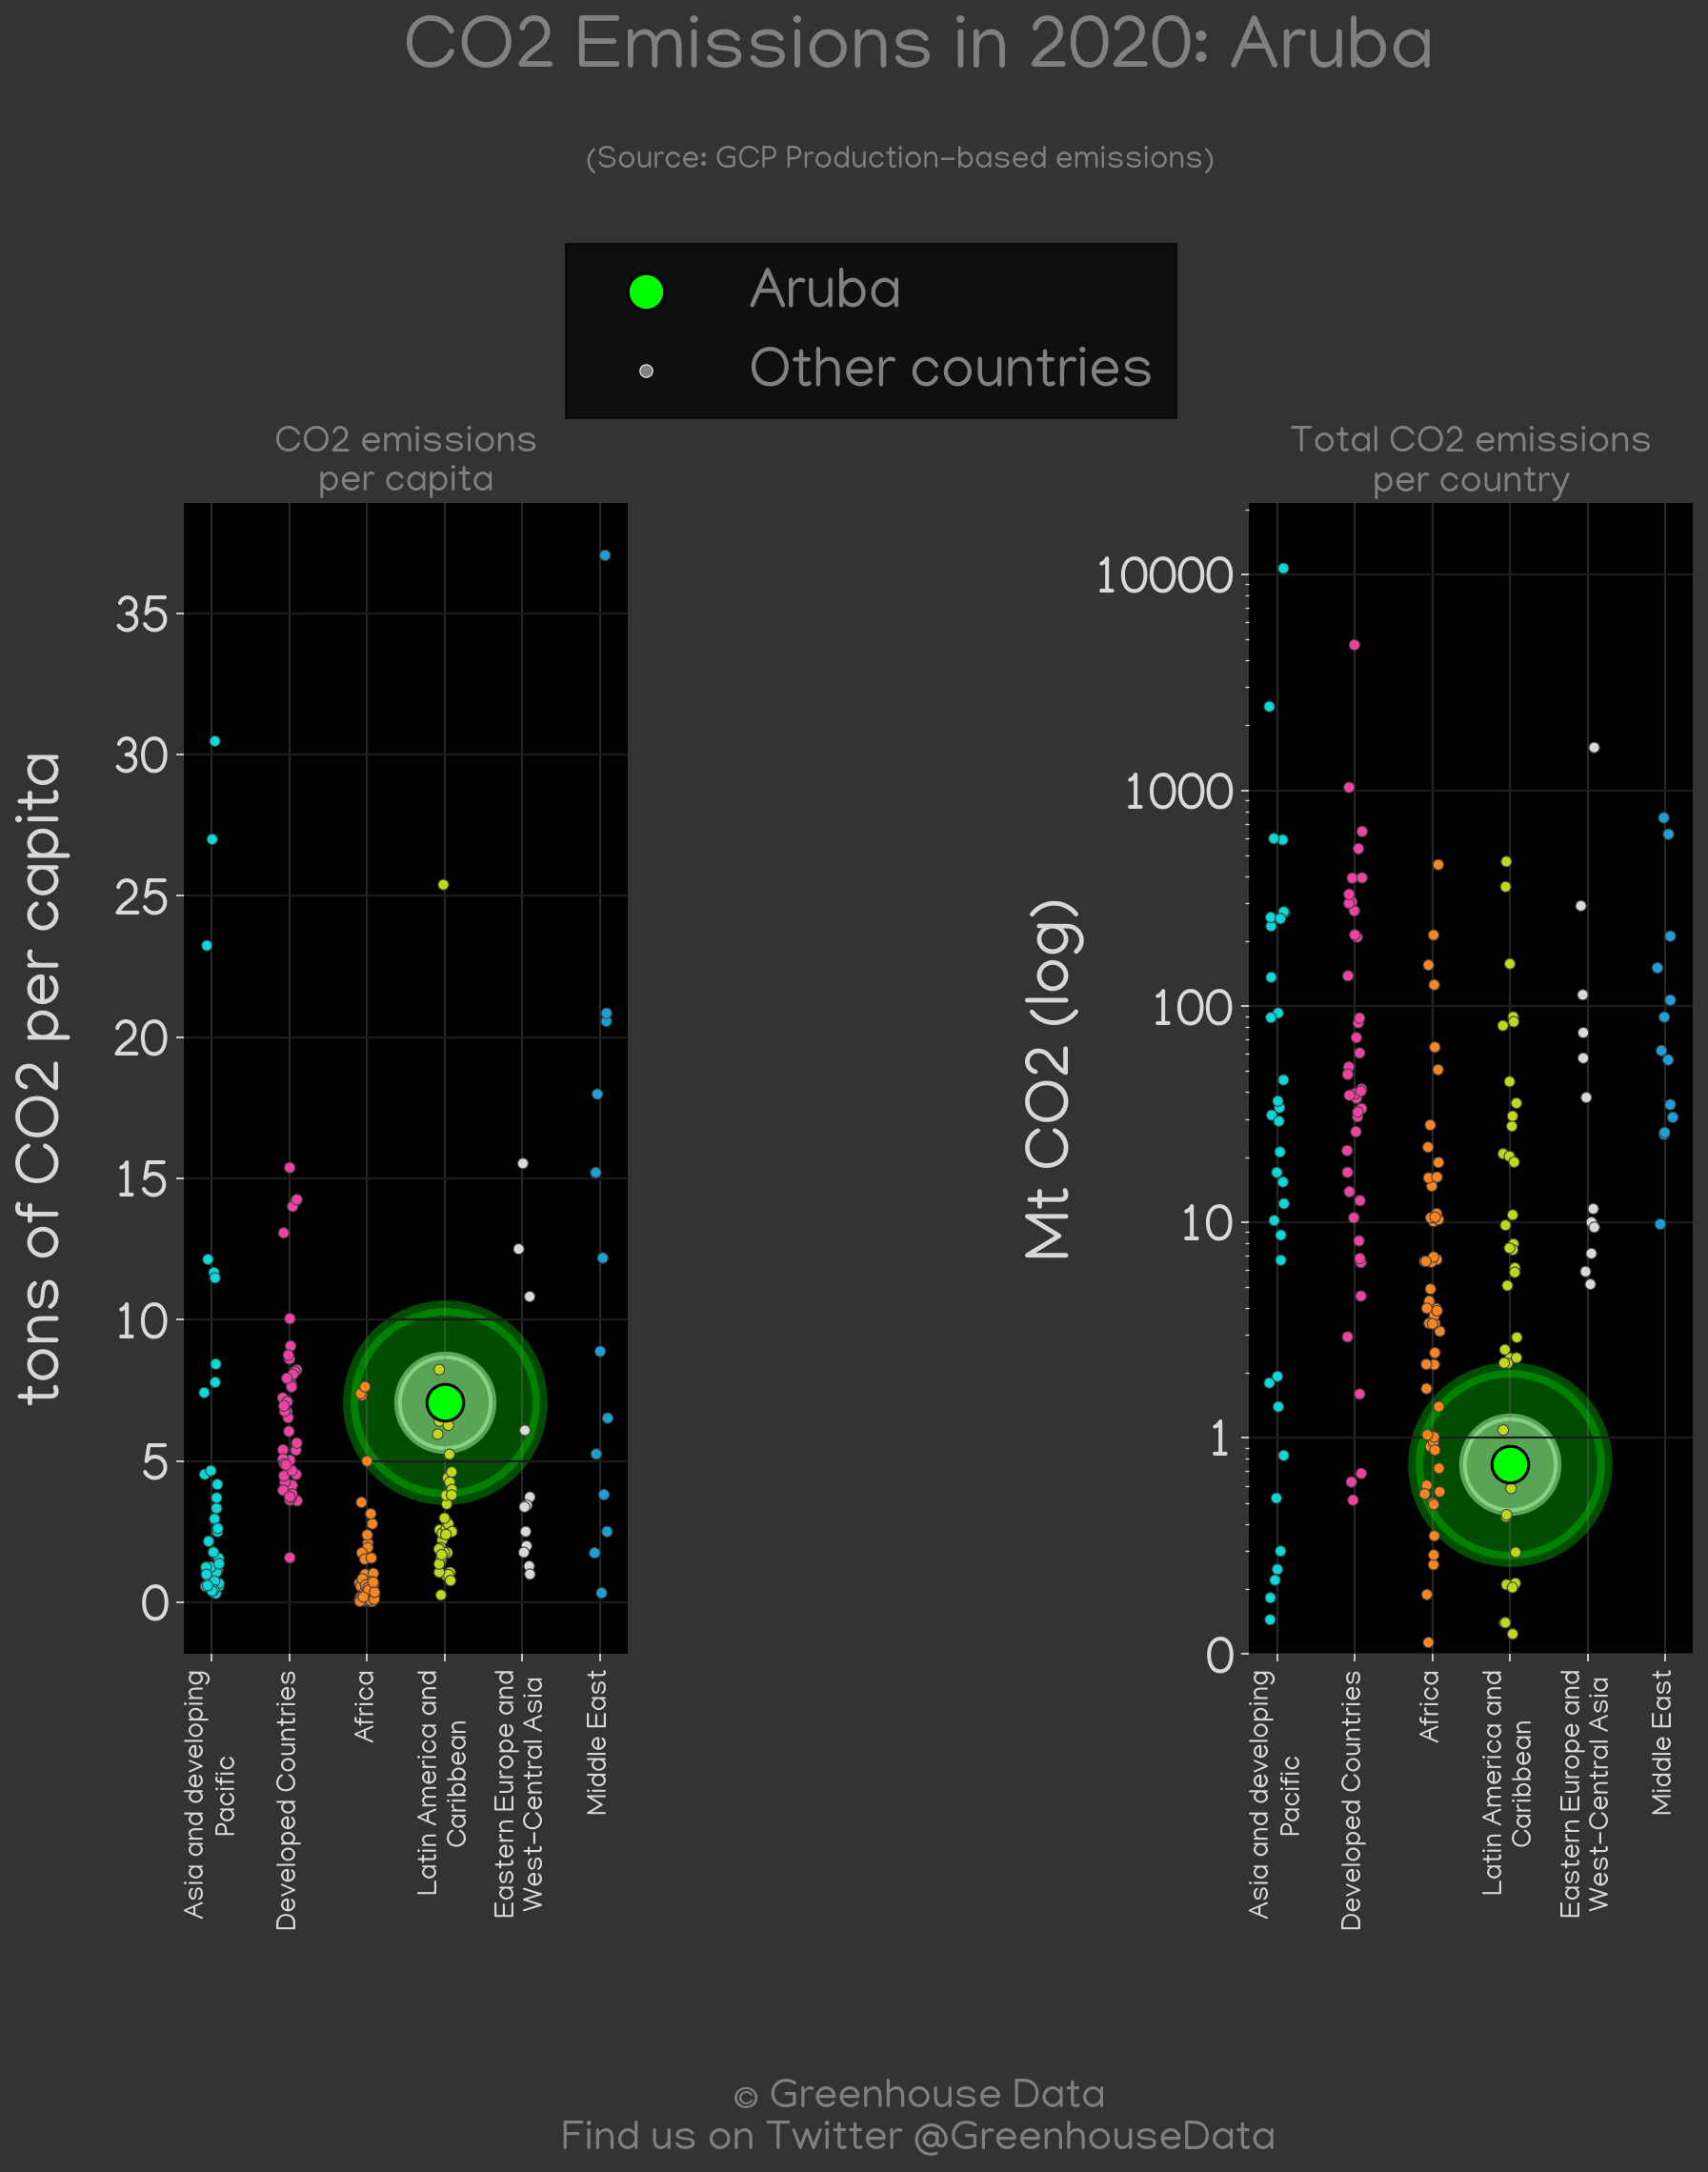 CO2 Emissions in 2020: Aruba
(Source: GCP Production-based emissions)
Aruba
Other countries
CO2 emissions
per capita
tons of CO2 per capita
35
30
25
20
15
10
5
0
Asia and developing
Pacific
Developed Countries
Africa
Latin America and
Caribbean
Eastern Europe and
West-Central Asia
Middle East
Total CO2 emissions
per country
Mt CO2 (log)
10000
1000
100
10
1
0
Asia and developing
Pacific
Developed Countries
Africa
Latin America and
Caribbean
Eastern Europe and
West-Central Asia
Middle East
© Greenhouse Data
Find us on Twitter @GreenhouseData